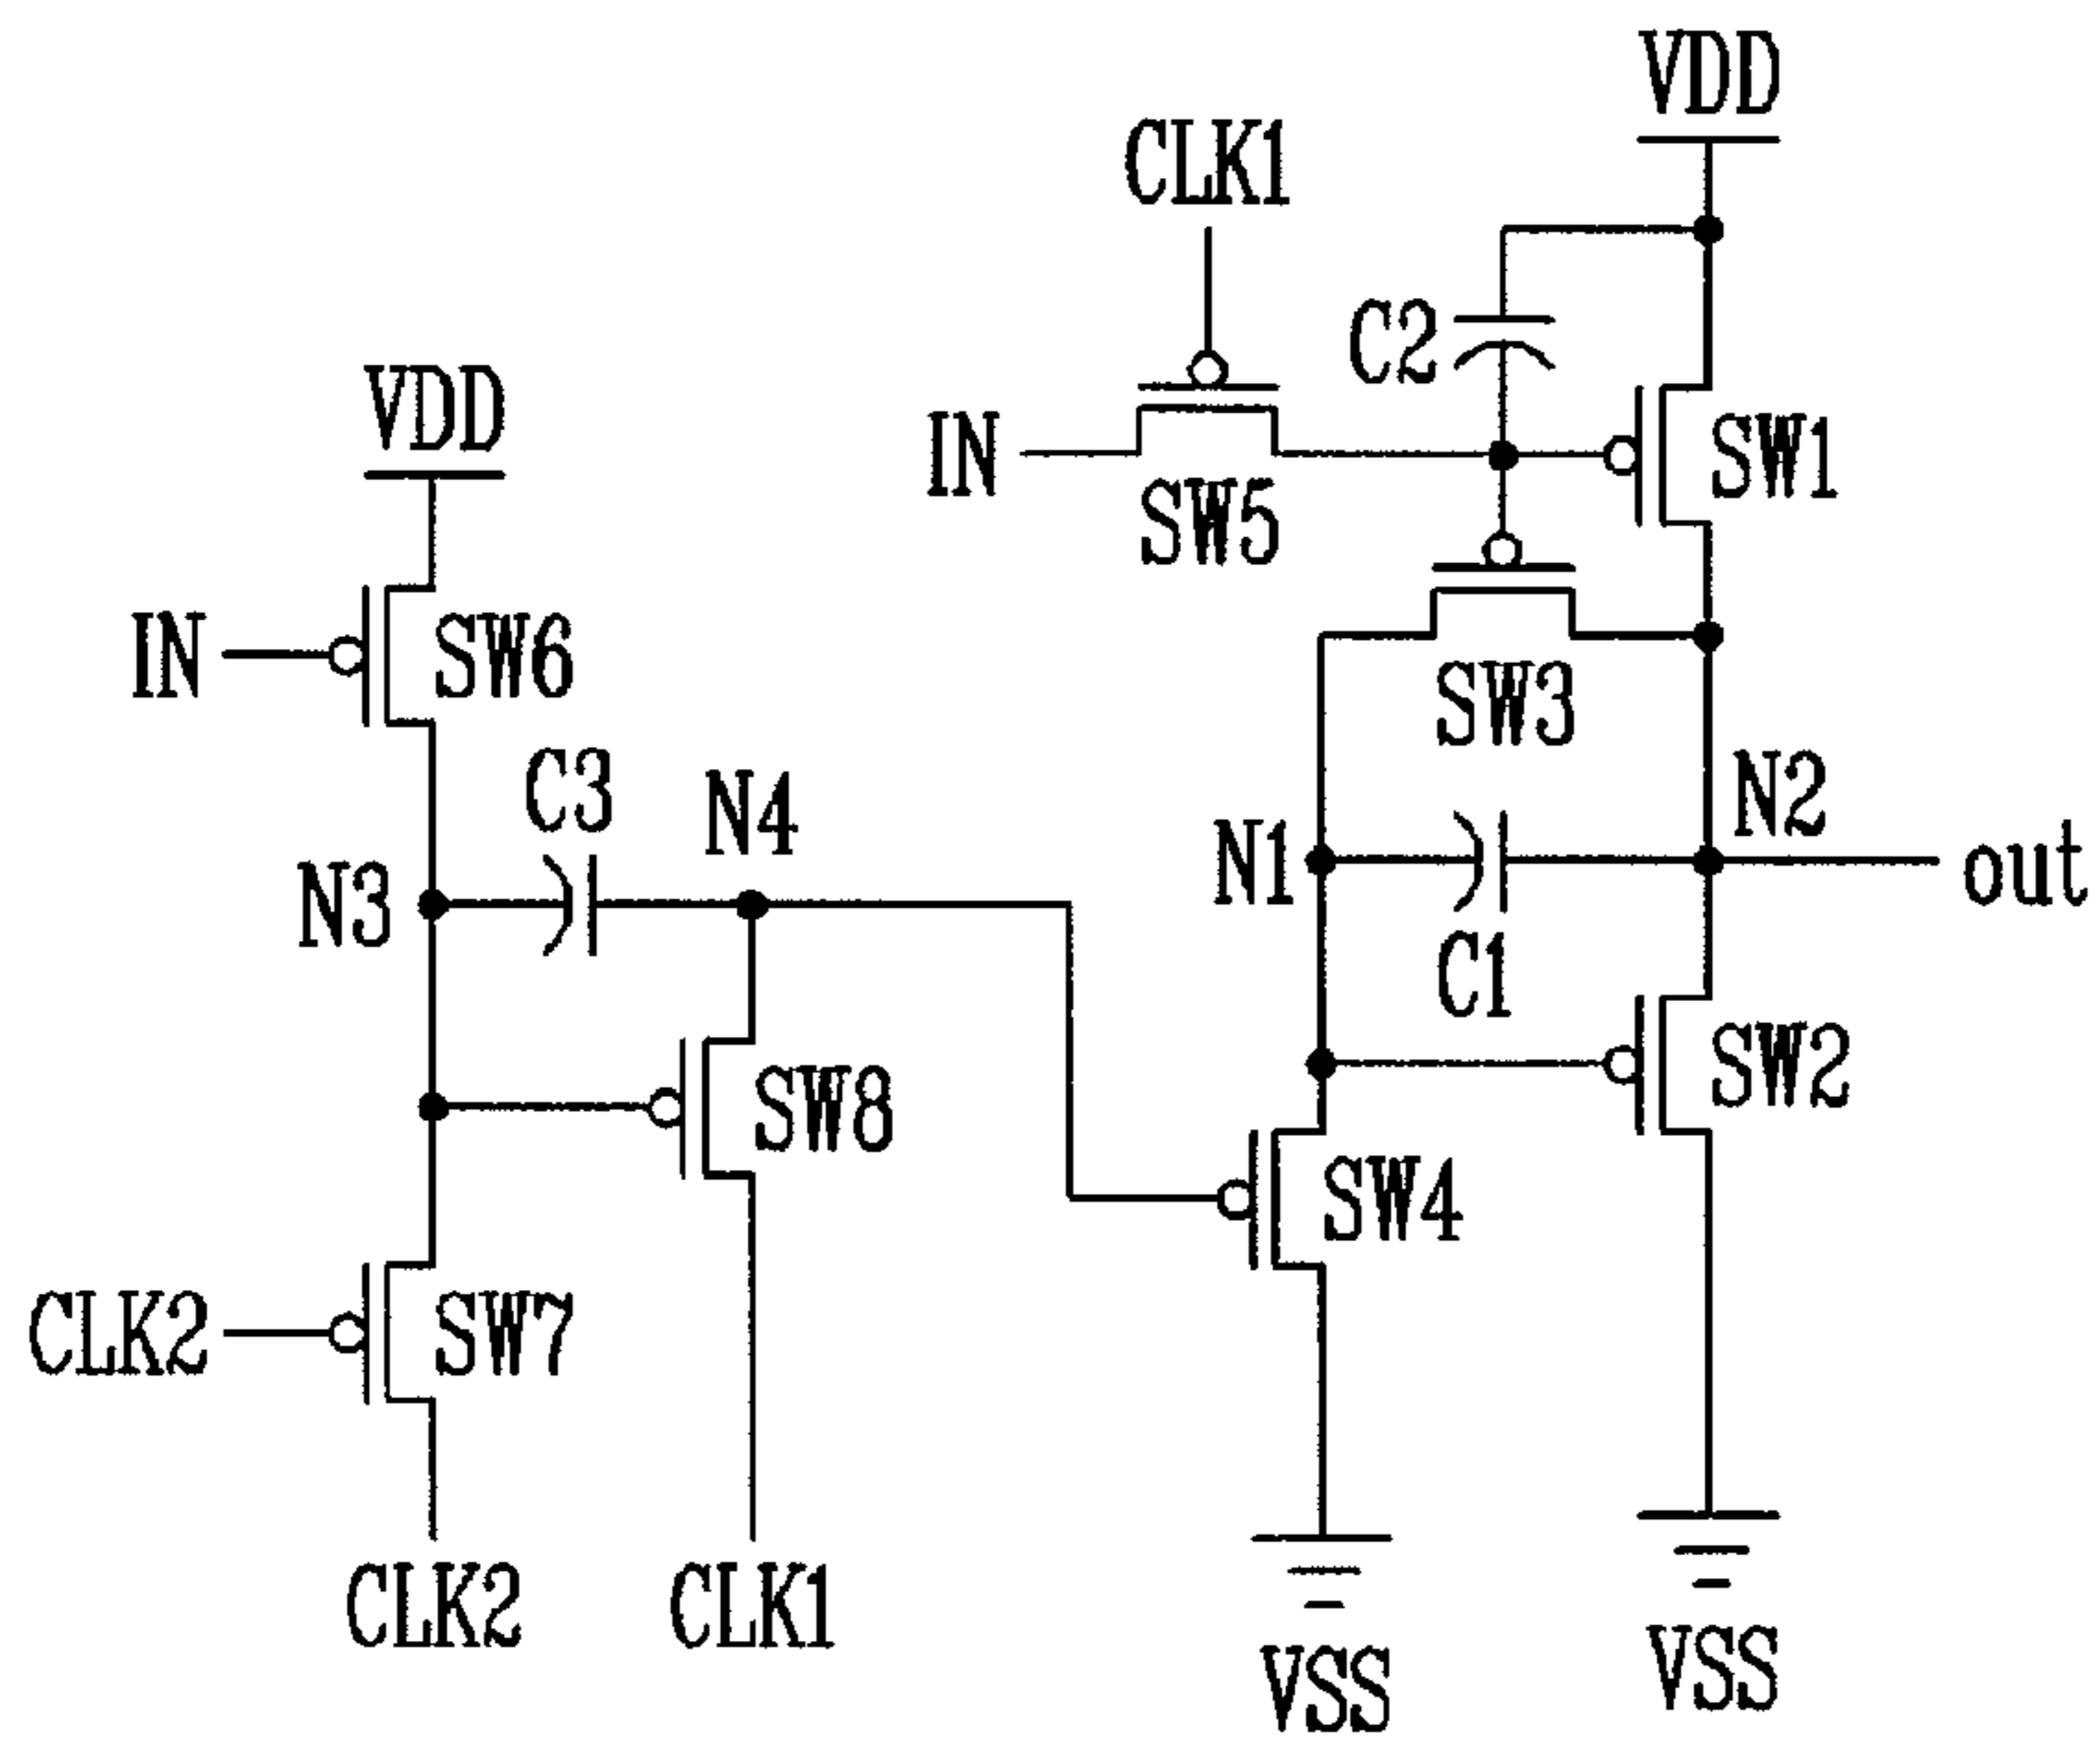 VDD
CLK1
C2
VDD
IN
SW1
SW5
IN
SW6
SW3
C3
N4
N2
N1
out
N3
C1
SW2
SW8
SW4
CLK2
SW7
CLK2
CLK1
VSS
VSS